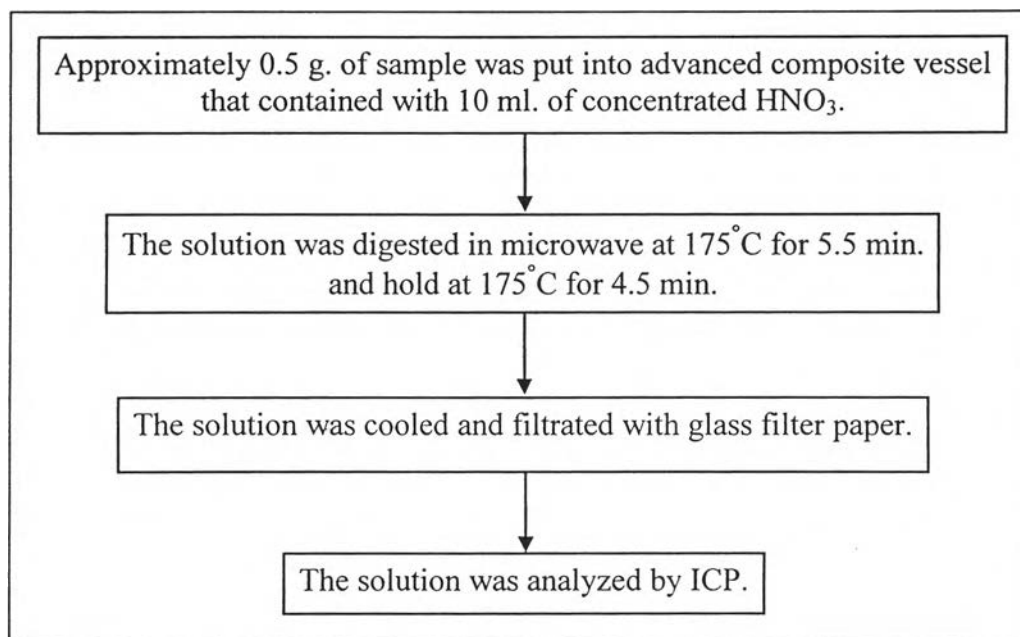 Approximately 0.5 g. of sample was put into advanced composite vessel
that contained with 10 ml. of concentrated HNO₃.
The solution was digested in microwave at 175°C for 5.5 min.
and hold at 175°C for 4.5 min.
The solution was cooled and filtrated with glass filter paper.
The solution was analyzed by ICP.